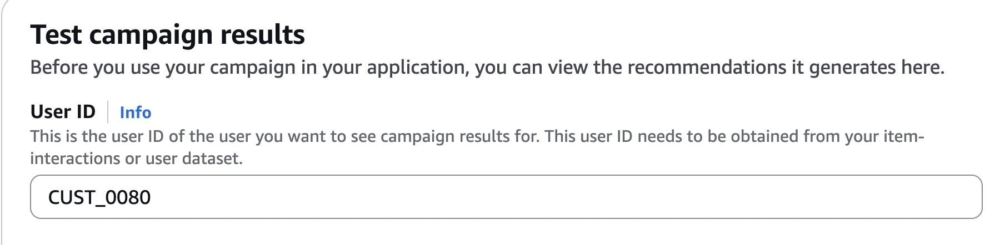 Test campaign results
Before you use your campaign in your application, you can view the recommendations it generates here.
User ID Info
This is the user ID of the user you want to see campaign results for. This user ID needs to be obtained from your item-
interactions or user dataset.
CUST_0080